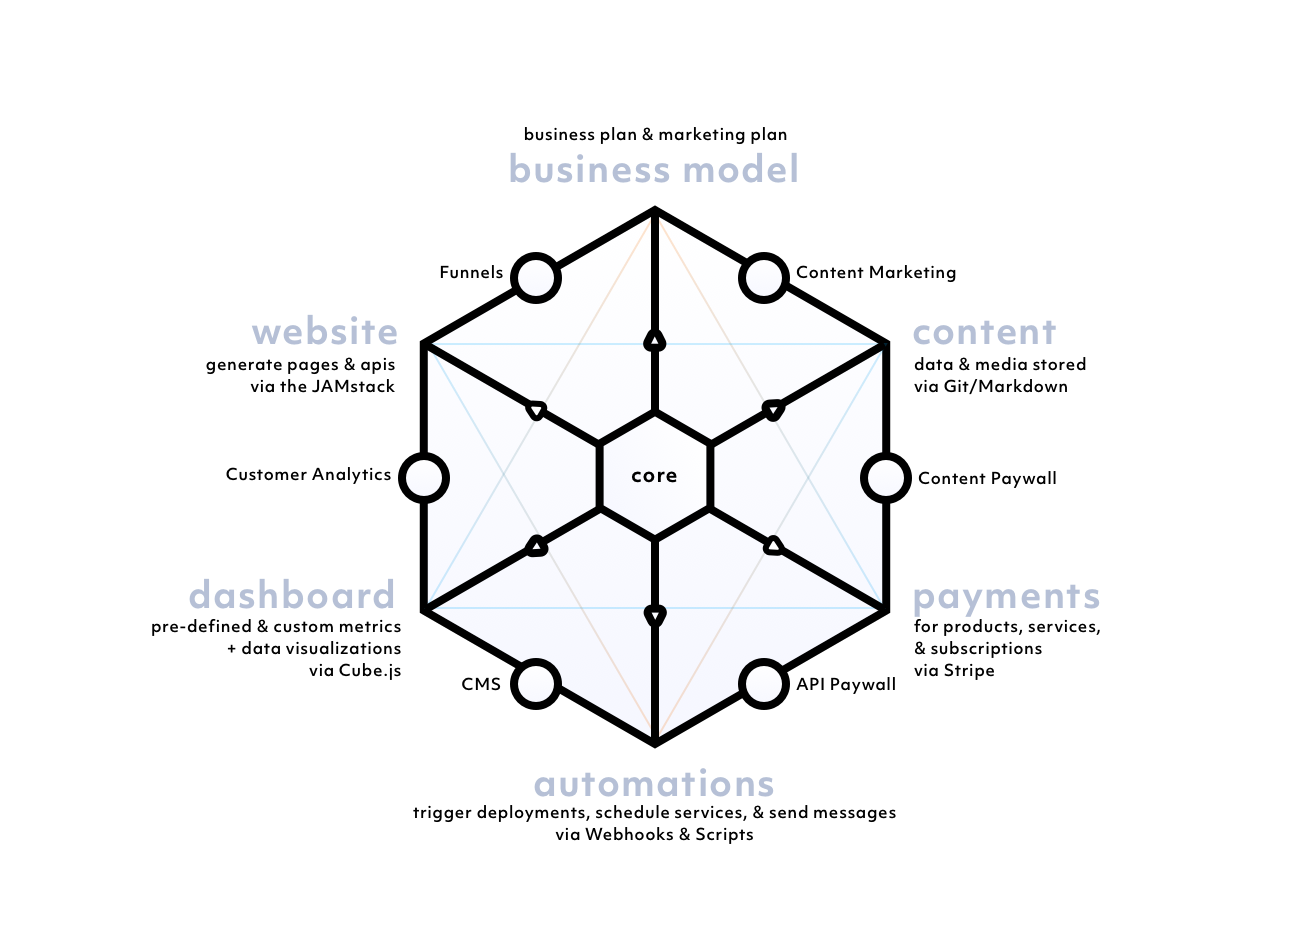 business plan & marketing plan
business model
Funnels
Content Marketing
website
generate pages & apis
via the JAMstack
content
data & media stored
via Git/Markdown
Customer Analytics
core
Content Paywall
dashboard
pre-defined & custom metrics
+ data visualizations
via Cube.js
payments
for products, services,
& subscriptions
via Stripe
CMS
API Paywall
automations
trigger deployments, schedule services, & send messages
via Webhooks & Scripts